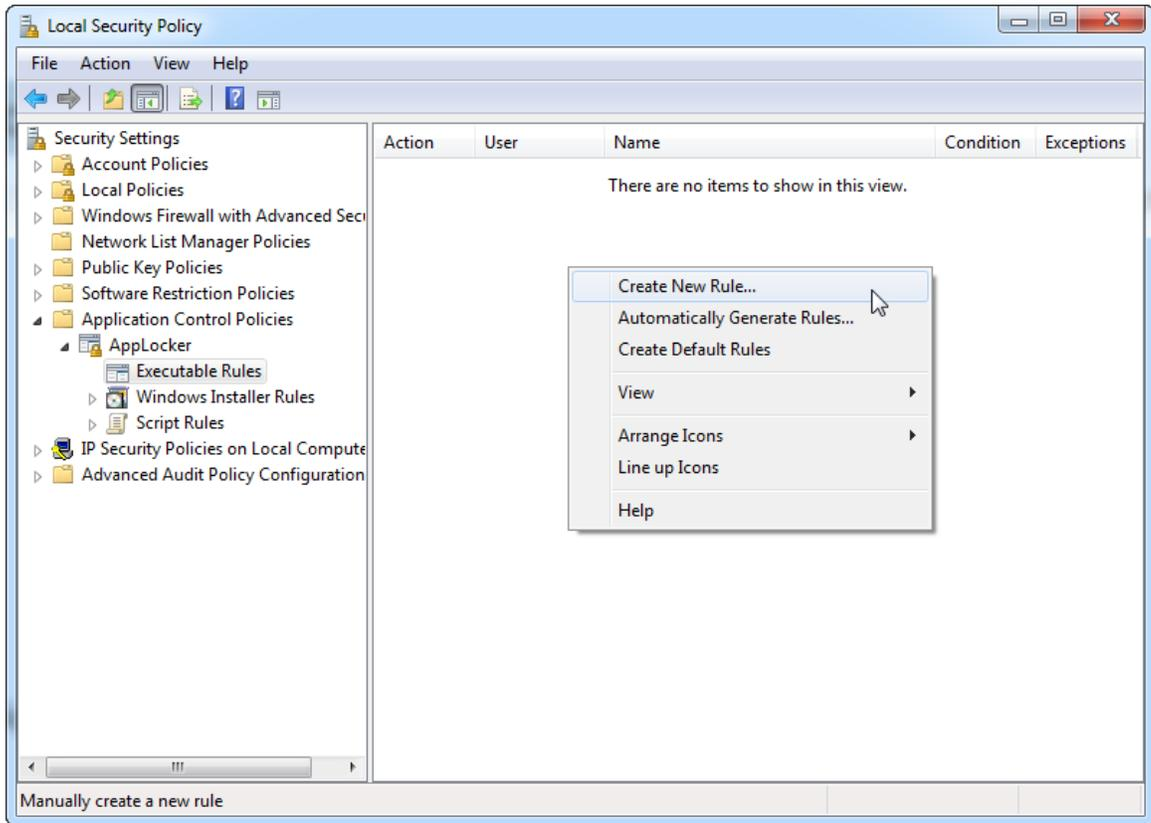 Local Security Policy
File Action View Help
Security Settings
Account Policies
Local Policies
Windows Firewall with Advanced Secu
Network List Manager Policies
Public Key Policies
Software Restriction Policies
Application Control Policies
AppLocker
Executable Rules
Windows Installer Rules
Script Rules
IP Security Policies on Local Compute
Advanced Audit Policy Configuration
Action User Name Condition Exceptions
There are no items to show in this view.
Create New Rule...
Automatically Generate Rules...
Create Default Rules
View
Arrange Icons
Line up Icons
Help
Manually create a new rule